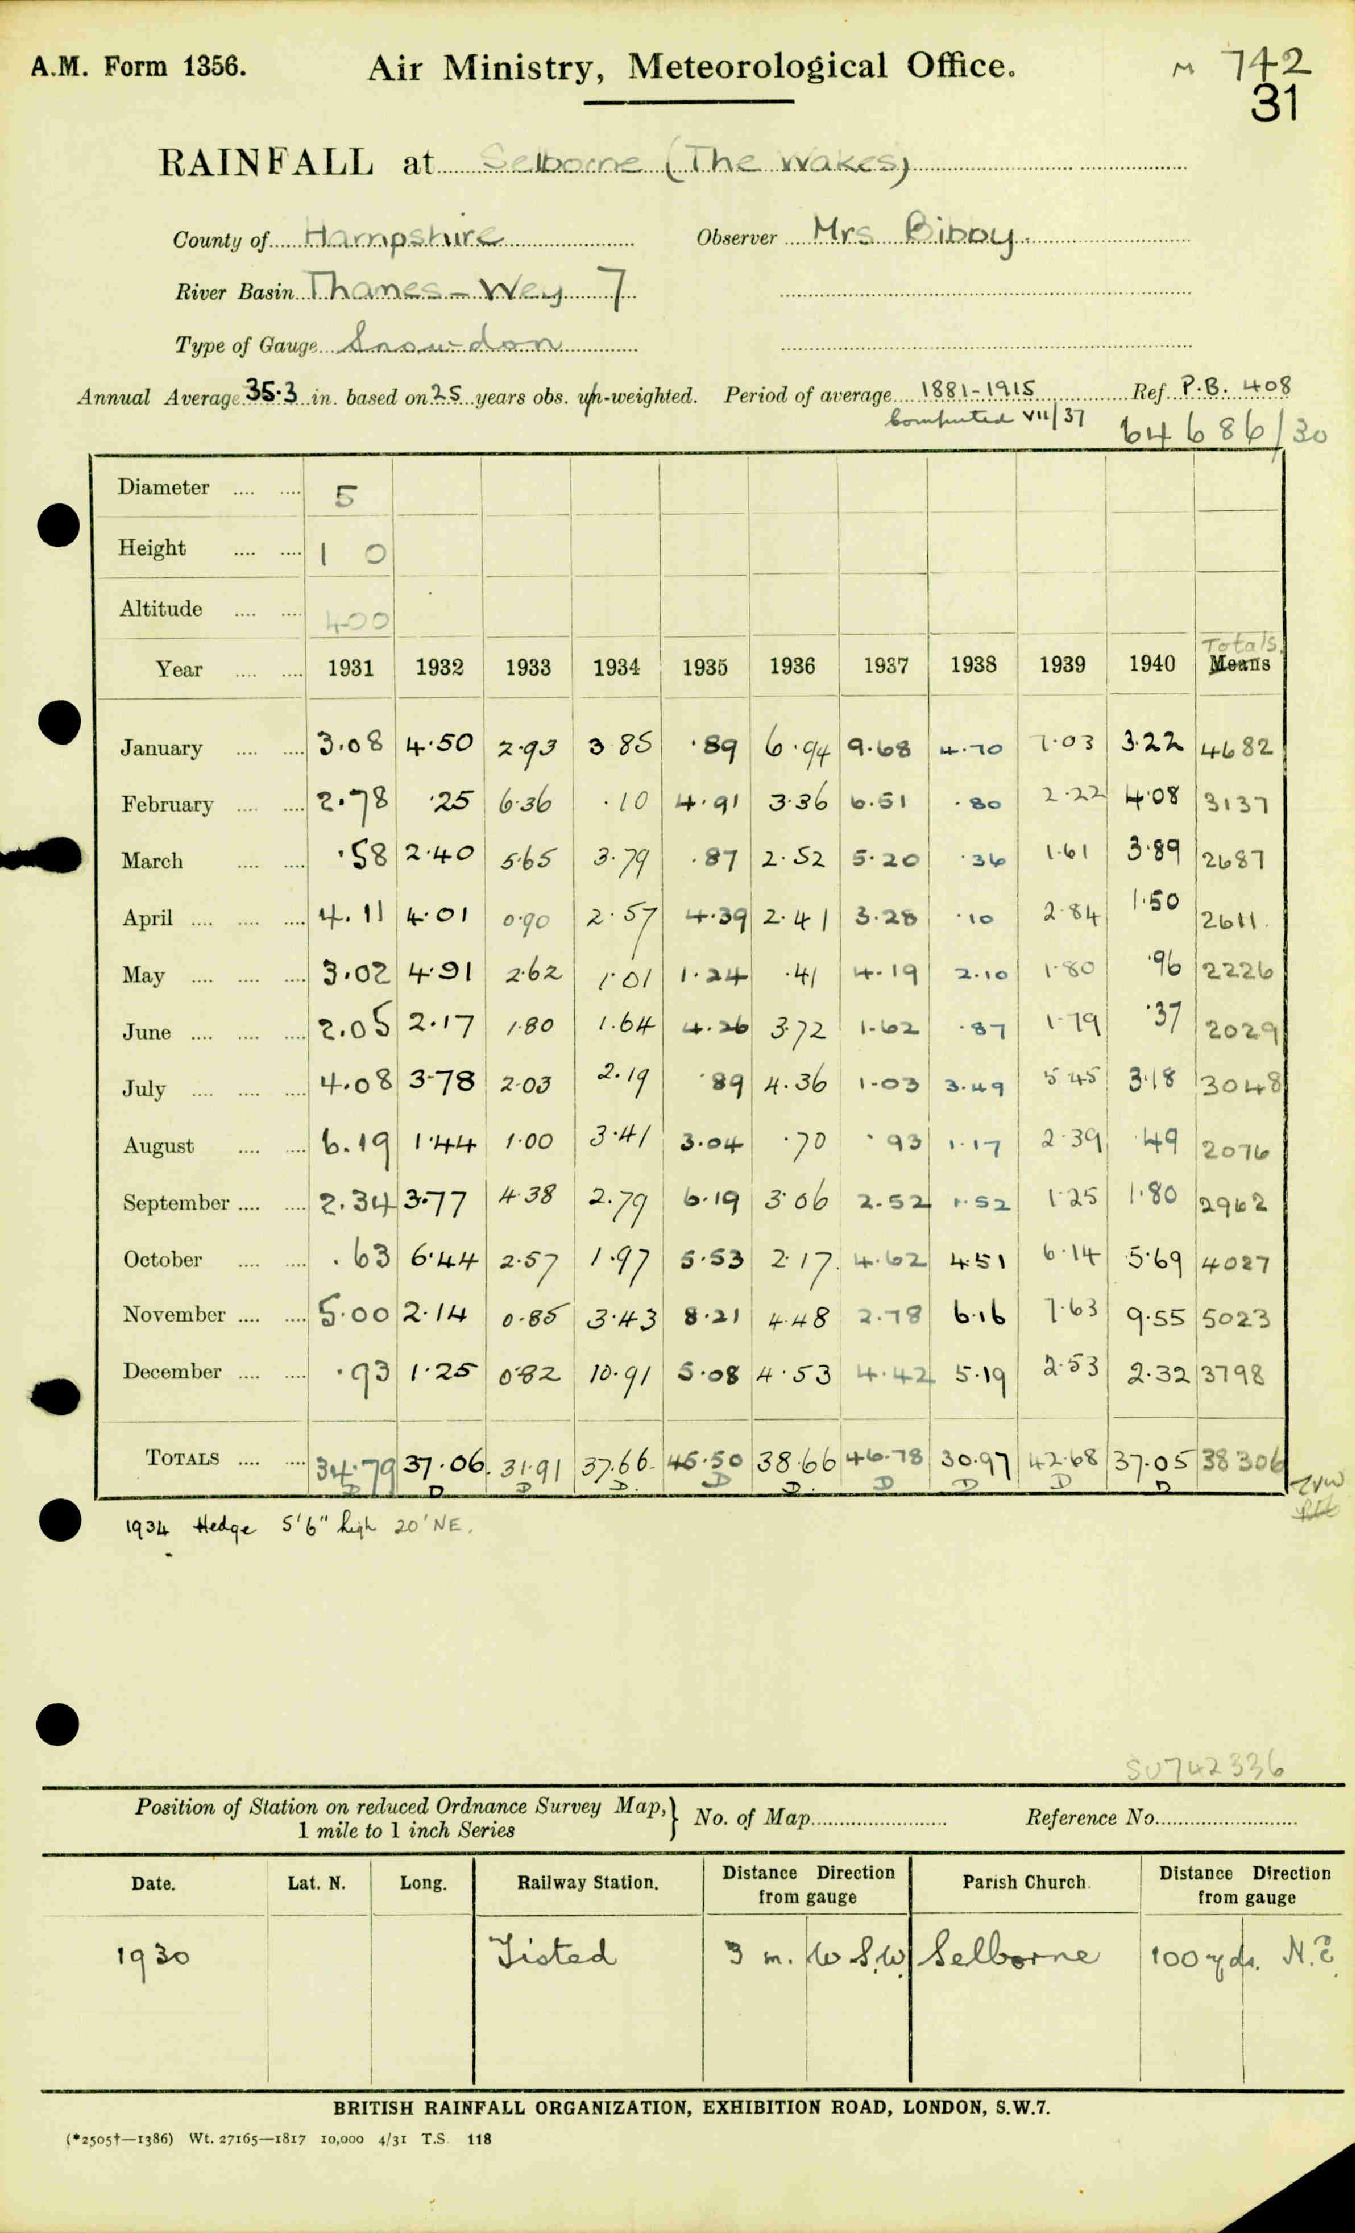 A.M. Form 1356. Air Ministry, Meteorological Office. M 742
31
RAINFALL at Selborne (The Wakes)
County of Hampshire Observer Mrs Bibby.
River Basin Thames - Wey 7
Type of Gauge Snowdon
Annual Average 35.3 in. based on 25 years obs. un-weighted. Period of average 1881-1915 Ref. P.B. 408
Computed VII/37 64686/30
Diameter .... .... 5
Height .... .... 1 0
Altitude .... .... 400
Totals.
Year .... .... 1931 1932 1933 1934 1935 1936 1937 1938 1939 1940 Means
January .... .... 3.08 4.50 2.93 3 85 .89 6.94 9.68 4.70 7.03 3.22 4682
February .... .... 2.78 .25 6.36 .10 4.91 3.36 6.51 .80 2.22 4.08 3137
March .... .... .58 2.40 5.65 3.79 .87 2.52 5.20 .36 1.61 3.89 2687
April .... .... .... 4.11 4.01 0.90 2.57 4.39 2.41 3.28 .10 2.84 1.50 2611.
May .... .... .... 3.02 4.91 2.62 1.01 1.24 .41 4.19 2.10 1.80 .96 2226
June .... .... .... 2.05 2.17 1.80 1.64 4.26 3.72 1.62 .87 1.79 .37 2029
July .... .... .... 4.08 3.78 2.03 2.19 .89 4.36 1.03 3.49 5.45 3.18 3048
August .... .... 6.19 1.44 1.00 3.41 3.04 .70 .93 1.17 2.39 .49 2076
September .... .... 2.34 3.77 4.38 2.79 6.19 3.06 2.52 1.52 1.25 1.80 2962
October .... .... .63 6.44 2.57 1.97 5.53 2.17. 4.62 4.51 6.14 5.69 4027
November .... .... 5.00 2.14 0.85 3.43 8.21 4.48 2.78 6.16 7.63 9.55 5023
December .... .... .93 1.25 0.82 10.91 5.08 4.53 4.42 5.19 2.53 2.32 3798
TOTALS .... .... 34.79 37.06. 31.91 37.66. 45.50 38.66 46.78 30.97 42.68 37.05 38306
D D D D. D D. D D D D
1934 Hedge 5'6" high 20' NE.
SU742336
Position of Station on reduced Ordnance Survey Map,} No. of Map Reference No.
1 mile to 1 inch Series
Date. Lat. N. Long. Railway Station. Distance Direction from gauge Parish Church. Distance Direction from gauge
1930 Tisted 3 m. W S.W. Selborne 100 yds. N.E.
BRITISH RAINFALL ORGANIZATION, EXHIBITION ROAD, LONDON, S.W.7.
(*2505†—1386) Wt. 27165—1817 10,000 4/31 T.S. 118